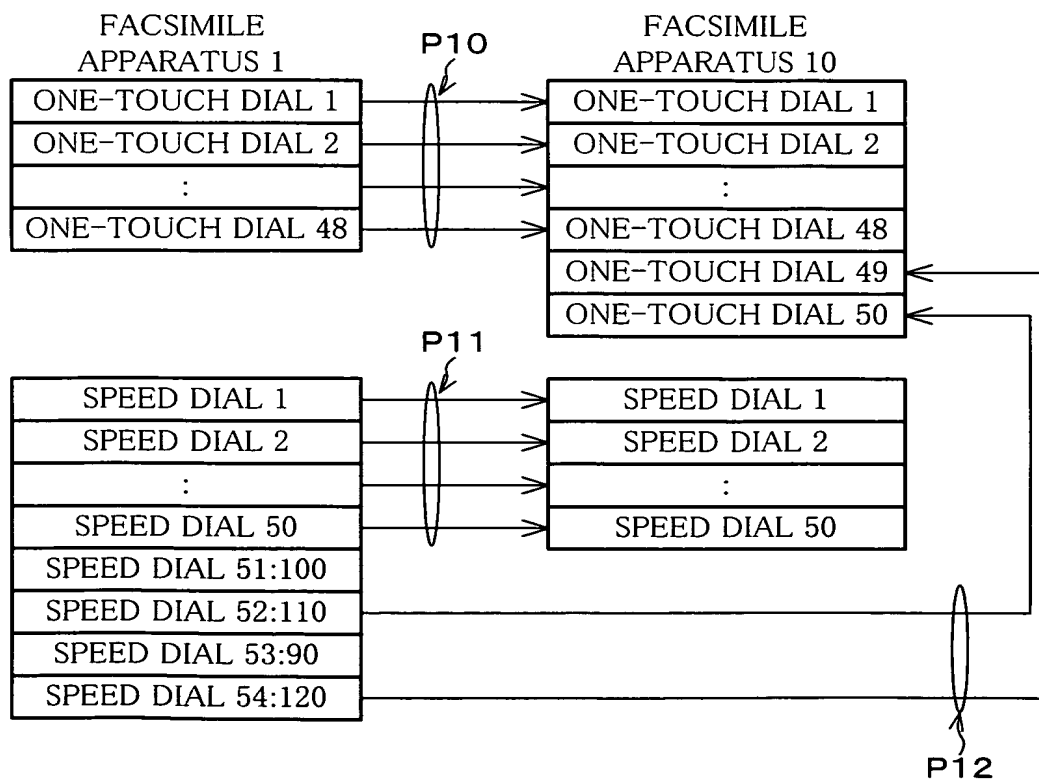 FACSIMILE
APPARATUS 1
ONE-TOUCH DIAL 1
ONE-TOUCH DIAL 2
:
ONE-TOUCH DIAL 48
P10
FACSIMILE
APPARATUS 10
ONE-TOUCH DIAL 1
ONE-TOUCH DIAL 2
:
ONE-TOUCH DIAL 48
ONE-TOUCH DIAL 49
ONE-TOUCH DIAL 50
SPEED DIAL 1
SPEED DIAL 2
:
SPEED DIAL 50
SPEED DIAL 51:100
SPEED DIAL 52:110
SPEED DIAL 53:90
SPEED DIAL 54:120
P11
SPEED DIAL 1
SPEED DIAL 2
:
SPEED DIAL 50
P12